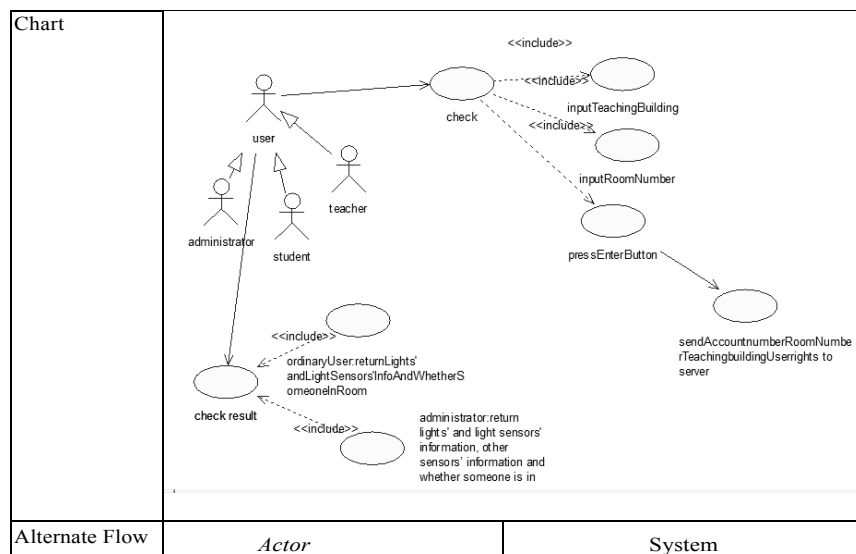 Chart
<<include>>
<<include>>
inputTeachingBuilding
user
check
<<include>>
inputRoomNumber
teacher
administrator
student
pressEnterButton
<<include>>
ordinaryUser:returnLights'
andLightSensors'InfoAndWhetherS
omeoneInRoom
sendAccountnumberRoomNumbe
rTeachingbuildingUserrights to
server
check result
<<include>>
administrator:return
lights' and light sensors'
information, other
sensors' information and
whether someone is in
Alternate Flow
Actor
System